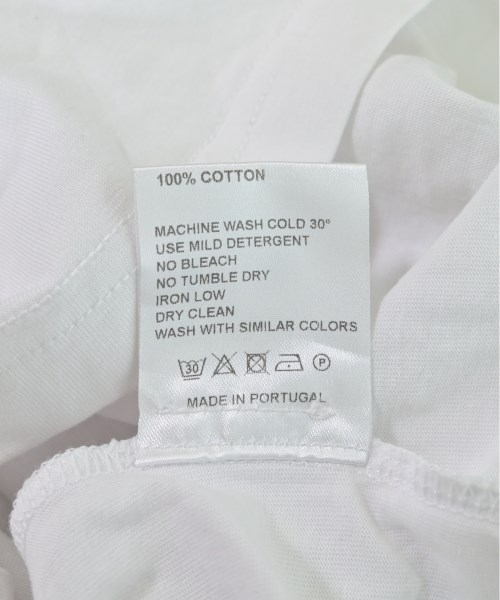 100% COTTON
MACHINE WASH COLD 30°
USE MILD DETERGENT
NO BLEACH
NO TUMBLE DRY
IRON LOW
DRY CLEAN
WASH WITH SIMILAR COLORS
30 P
MADE IN PORTUGAL